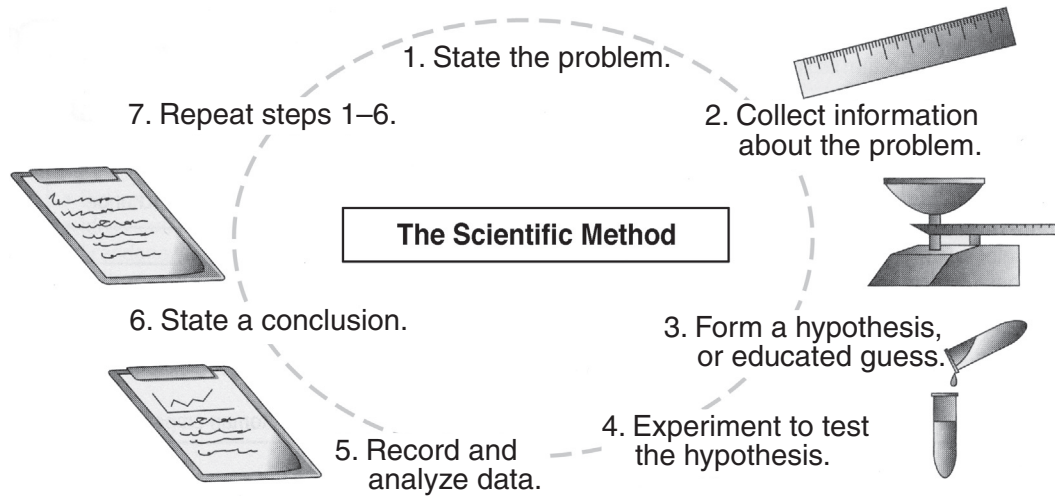 1. State the problem.
2. Collect information
about the problem.
3. Form a hypothesis,
or educated guess.
4. Experiment to test
the hypothesis.
5. Record and
analyze data.
6. State a conclusion.
7. Repeat steps 1–6.
The Scientific Method